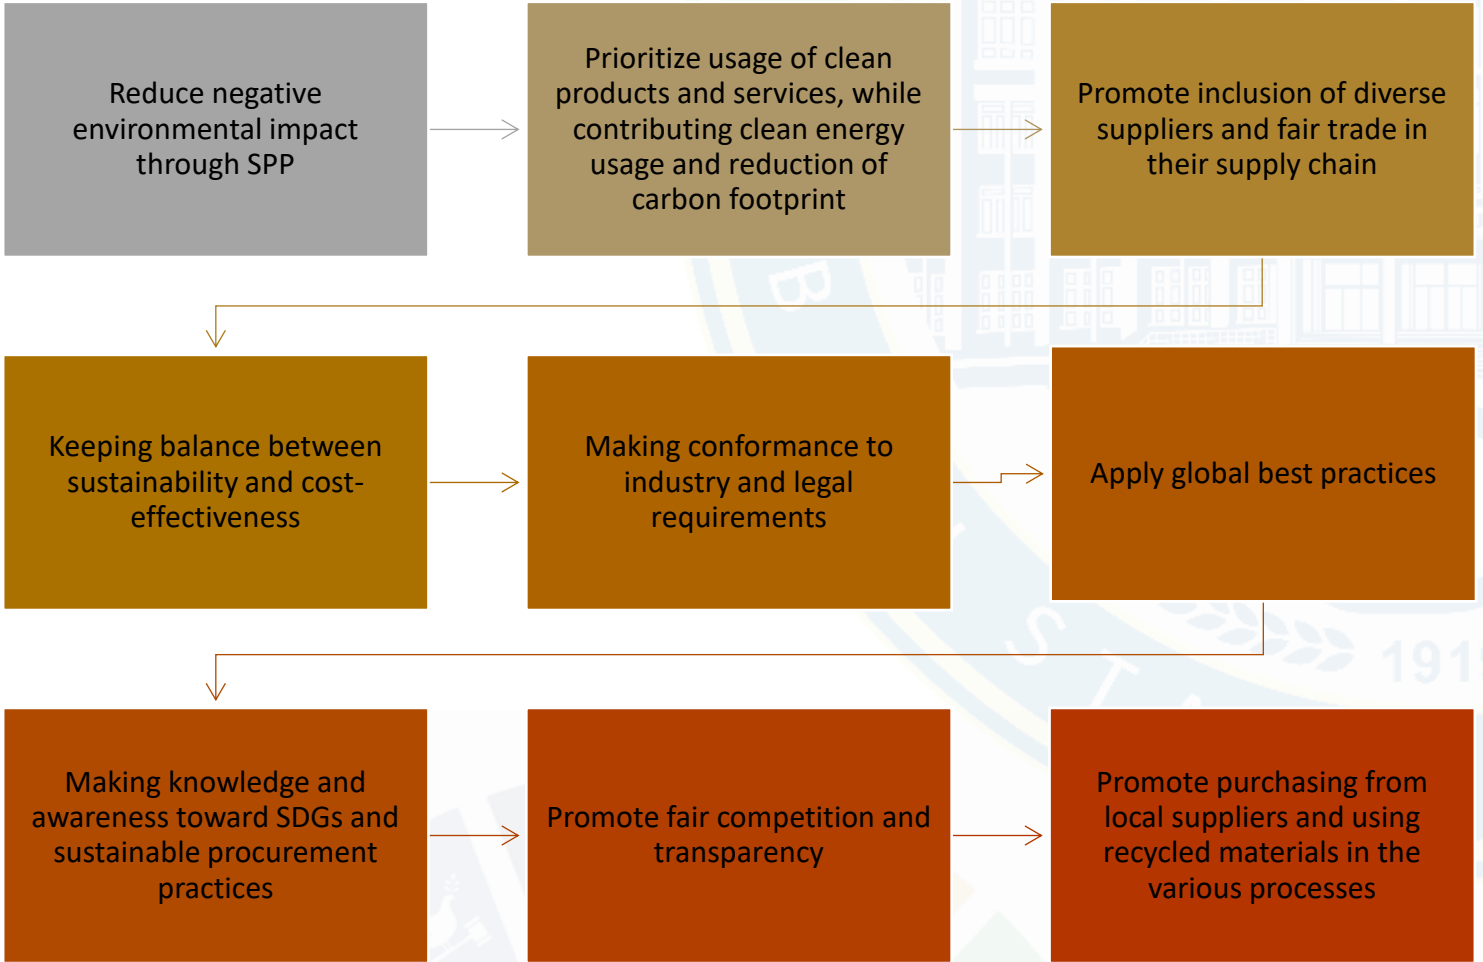 Reduce negative
environmental impact
through SPP
Prioritize usage of clean
products and services, while
contributing clean energy
usage and reduction of
carbon footprint
Promote inclusion of diverse
suppliers and fair trade in
their supply chain
Keeping balance between
sustainability and cost-
effectiveness
Making conformance to
industry and legal
requirements
Apply global best practices
Making knowledge and
awareness toward SDGs and
sustainable procurement
practices
Promote fair competition and
transparency
Promote purchasing from
local suppliers and using
recycled materials in the
various processes